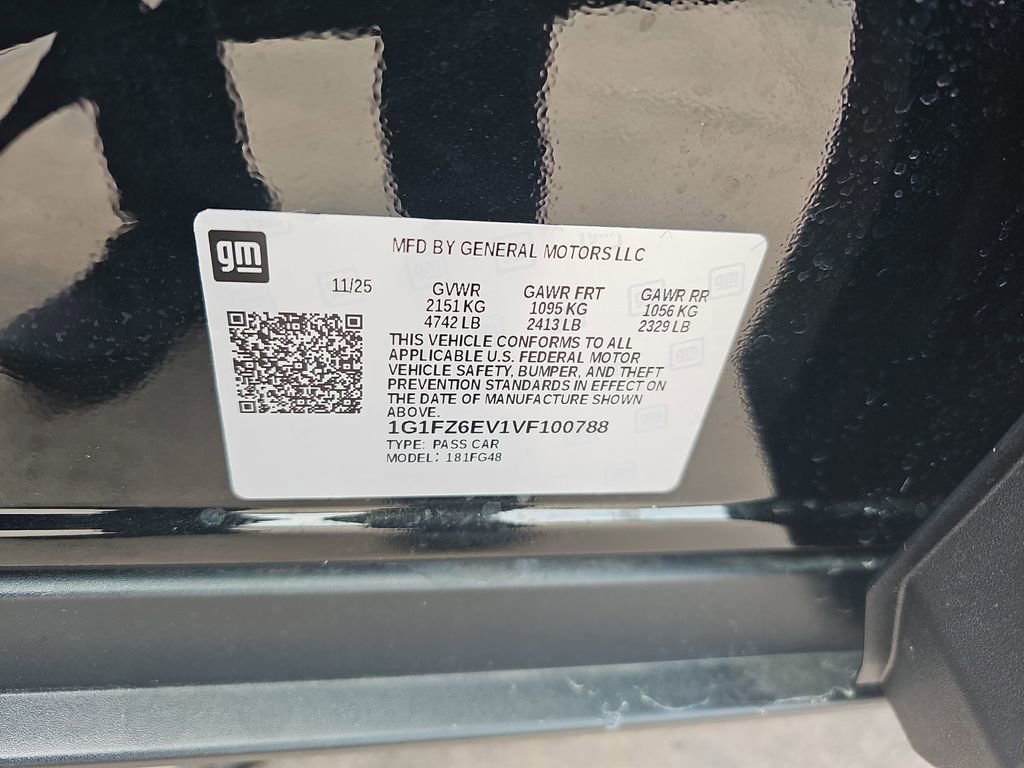 gm
MFD BY GENERAL MOTORS LLC
11/25
GVWR GAWR FRT GAWR RR
2151 KG 1095 KG 1056 KG
4742 LB 2413 LB 2329 LB
THIS VEHICLE CONFORMS TO ALL
APPLICABLE U.S. FEDERAL MOTOR
VEHICLE SAFETY, BUMPER, AND THEFT
PREVENTION STANDARDS IN EFFECT ON
THE DATE OF MANUFACTURE SHOWN
ABOVE.
1G1FZ6EV1VF100788
TYPE: PASS CAR
MODEL: 181FG48